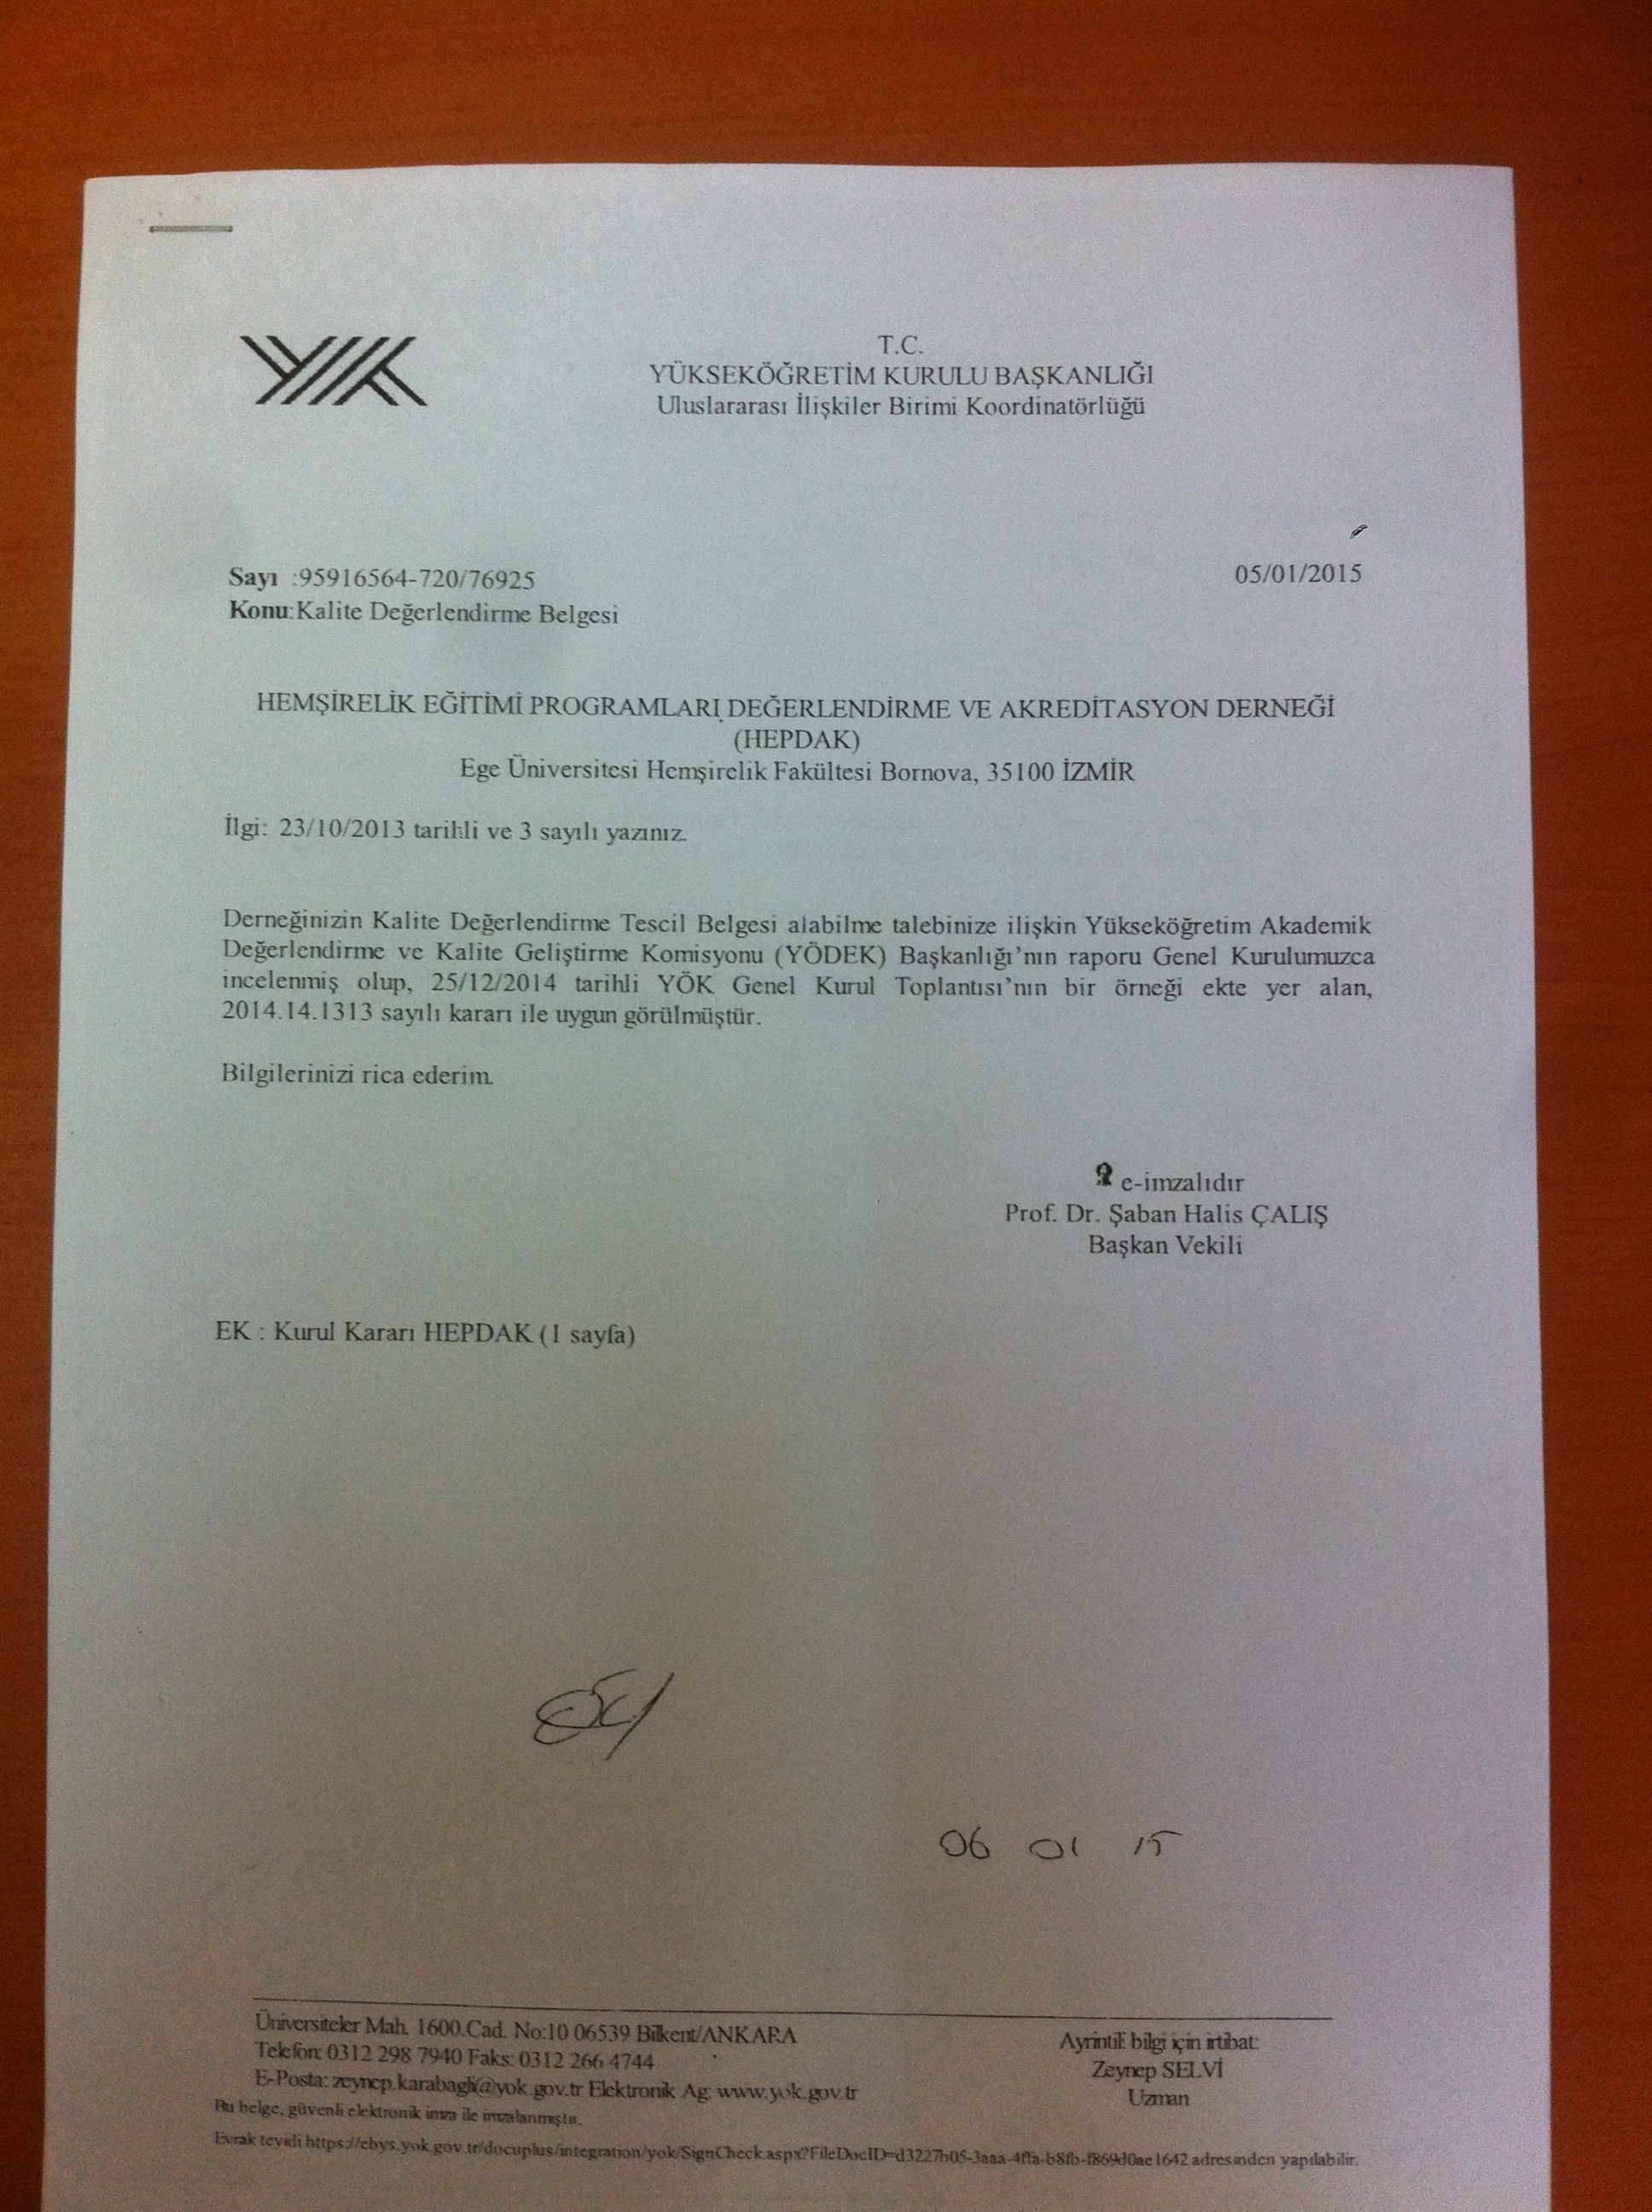 T.C.
YÜKSEKÖĞRETİM KURULU BAŞKANLIĞI
Uluslararası İlişkiler Birimi Koordinatörlüğü
Sayı :95916564-720/76925
05/01/2015
Konu:Kalite Değerlendirme Belgesi
HEMŞİRELİK EĞİTİMİ PROGRAMLARI DEĞERLENDİRME VE AKREDİTASYON DERNEĞİ
(HEPDAK)
Ege Üniversitesi Hemşirelik Fakültesi Bornova, 35100 İZMİR
İlgi: 23/10/2013 tarihli ve 3 sayılı yazınız.
Derneğinizin Kalite Değerlendirme Tescil Belgesi alabilme talebinize ilişkin Yükseköğretim Akademik
Değerlendirme ve Kalite Geliştirme Komisyonu (YÖDEK) Başkanlığı'nın raporu Genel Kurulumuzca
incelenmiş olup, 25/12/2014 tarihli YÖK Genel Kurul Toplantısı'nın bir örneği ekte yer alan,
2014.14.1313 sayılı kararı ile uygun görülmüştür.
Bilgilerinizi rica ederim.
e-imzalıdır
Prof. Dr. Şaban Halis ÇALIŞ
Başkan Vekili
EK : Kurul Kararı HEPDAK (1 sayfa)
06 01 15
Üniversiteler Mah. 1600.Cad. No:10 06539 Bilkent/ANKARA
Telefon: 0312 298 7940 Faks: 0312 266 4744
E-Posta: zeynep.karabagli@yok.gov.tr Elektronik Ag: www.yok.gov.tr
Ayrintili bilgi için irtibat:
Zeynep SELVİ
Uzman
Bu belge, güvenli elektronik imza ile imzalanmıştır.
Evrak teyidi https://ebys.yok.gov.tr/docuplus/integration/yok/SignCheck.aspx?FileDocID=d3227b05-3aaa-4ffa-b8fb-f869d0ae1642 adresinden yapılabilir.